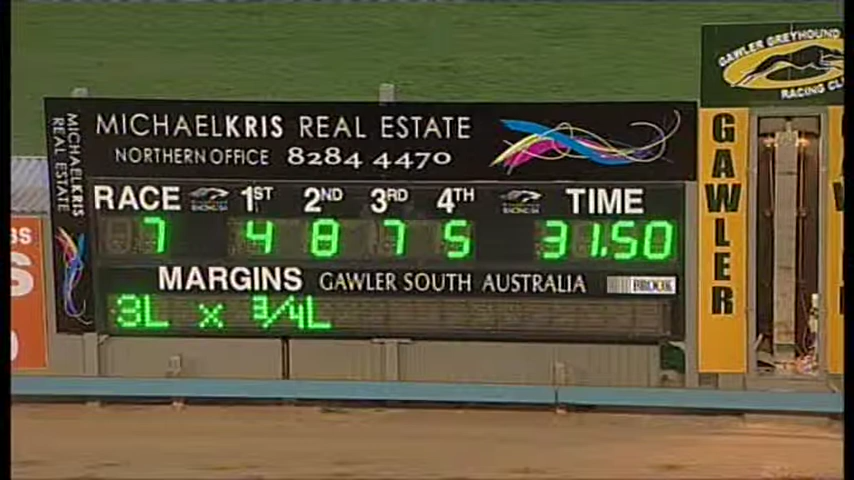 GAWLER GREYHOUND
RACING CLUB
MICHAELKRIS REAL ESTATE
NORTHERN OFFICE 8284 4470
MICHAELKRIS
REAL ESTATE
RACE 1ST 2ND 3RD 4TH TIME
7 4 8 7 5 31.50
MARGINS GAWLER SOUTH AUSTRALIA BROOK
3L x 3/4L
GAWLER